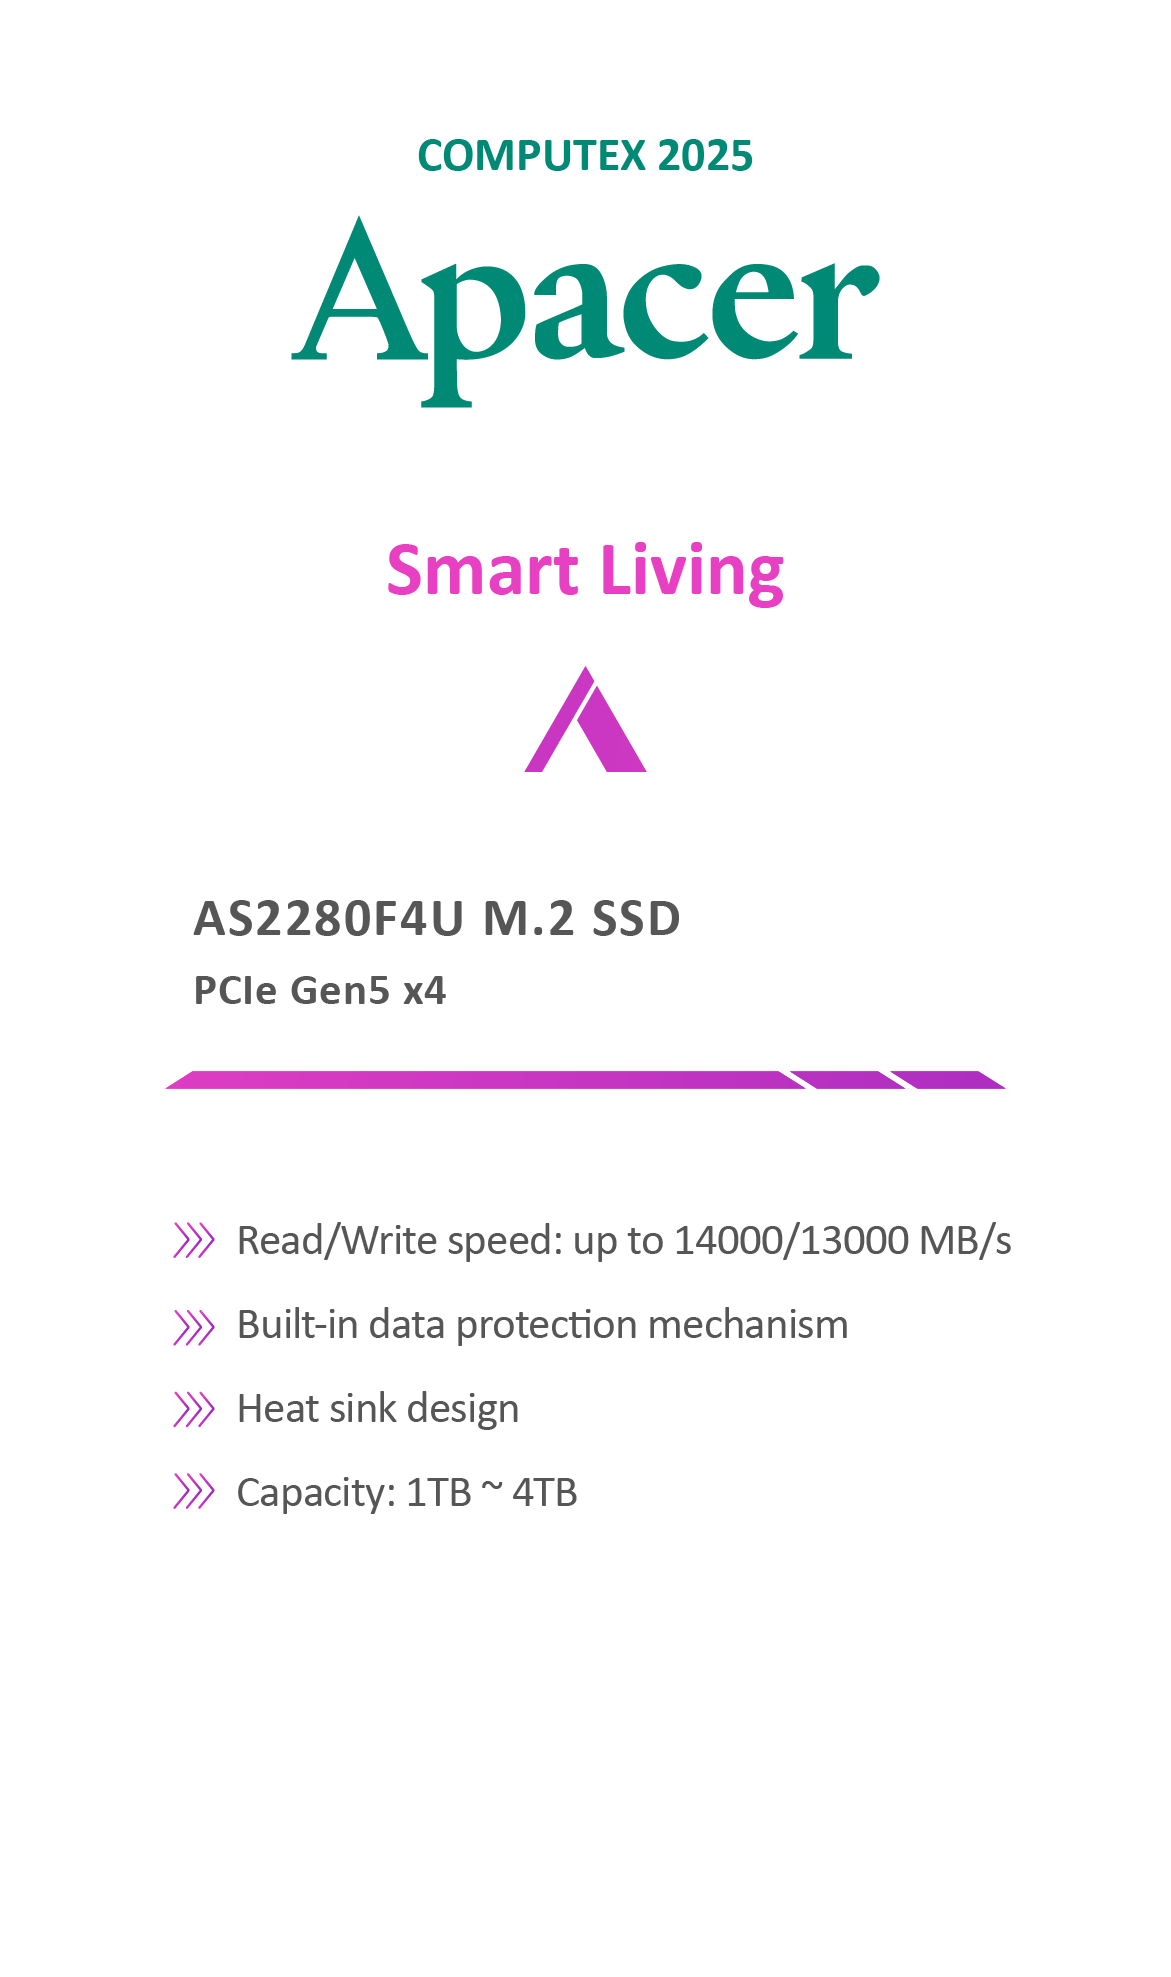 COMPUTEX 2025
Apacer
Smart Living
AS2280F4U M.2 SSD
PCIe Gen5 x4
Read/Write speed: up to 14000/13000 MB/s
Built-in data protection mechanism
Heat sink design
Capacity: 1TB ~ 4TB